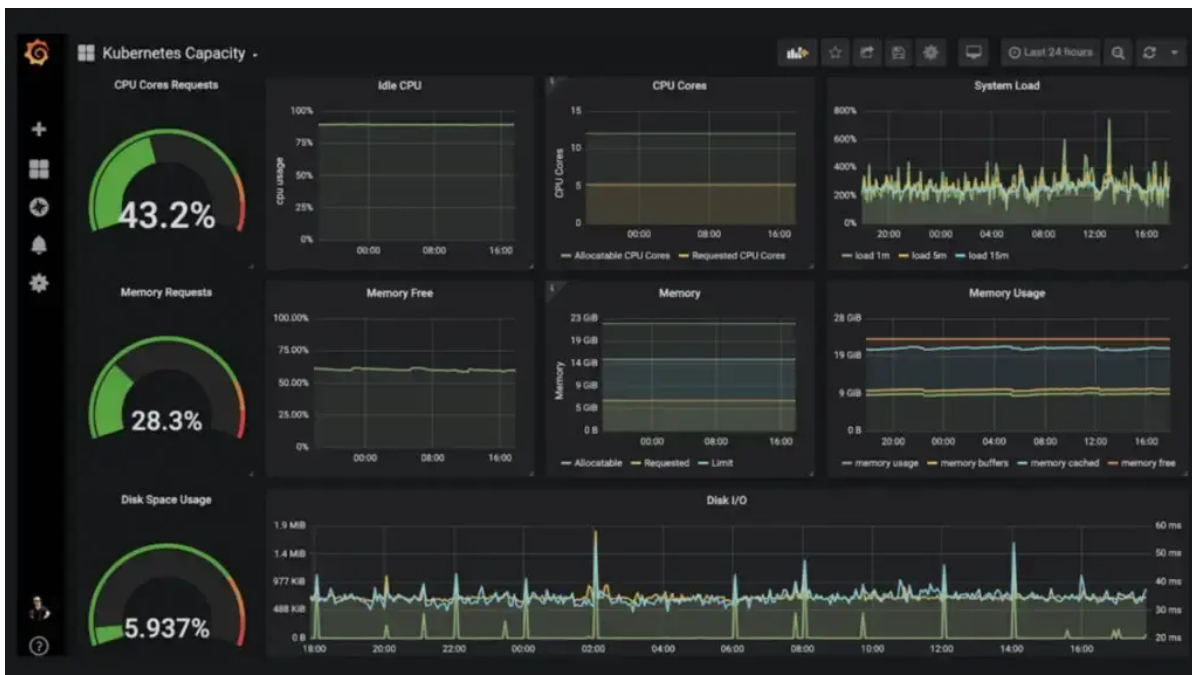 Kubernetes Capacity
Last 24 hours
CPU Cores Requests
43.2%
Idle CPU
100%
75%
50%
25%
0%
cpu usage
00:00 08:00 16:00
CPU Cores
15
10
5
0
CPU Cores
00:00 08:00 16:00
Allocatable CPU Cores Requested CPU Cores
System Load
800%
600%
400%
200%
0%
20:00 00:00 04:00 08:00 12:00 16:00
load 1m load 5m load 15m
Memory Requests
28.3%
Memory Free
100.00%
75.00%
50.00%
25.00%
0%
00:00 08:00 16:00
Memory
23 GiB
19 GiB
14 GiB
9 GiB
5 GiB
0 B
Memory
00:00 08:00 16:00
Allocatable Requested Limit
Memory Usage
28 GiB
19 GiB
9 GiB
0 B
20:00 00:00 04:00 08:00 12:00 16:00
memory usage memory buffers memory cached memory free
Disk Space Usage
5.937%
Disk I/O
1.9 MiB
1.4 MiB
977 KiB
488 KiB
0 B
60 ms
50 ms
40 ms
30 ms
20 ms
18:00 20:00 22:00 00:00 02:00 04:00 06:00 08:00 10:00 12:00 14:00 16:00
?